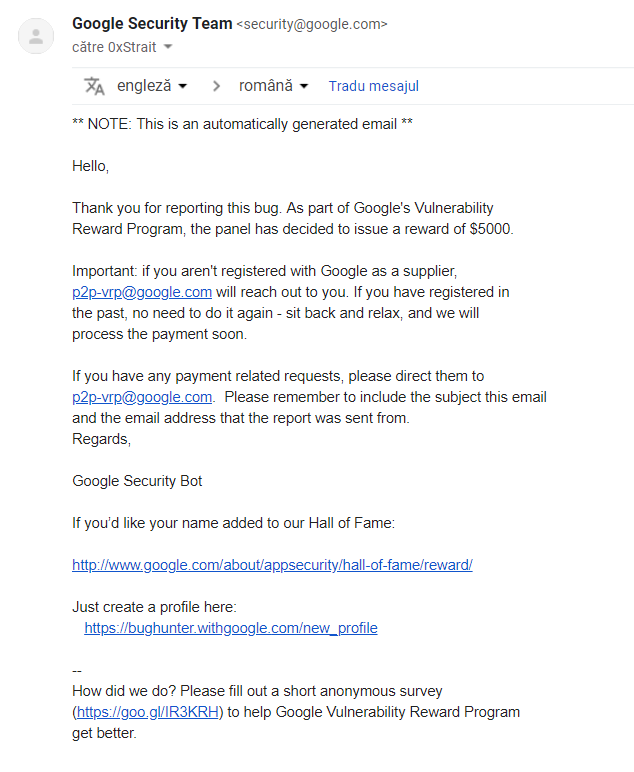 Google Security Team <security@google.com>
către 0xStrait
engleză > română Tradu mesajul
** NOTE: This is an automatically generated email **
Hello,
Thank you for reporting this bug. As part of Google's Vulnerability
Reward Program, the panel has decided to issue a reward of $5000.
Important: if you aren't registered with Google as a supplier,
p2p-vrp@google.com will reach out to you. If you have registered in
the past, no need to do it again - sit back and relax, and we will
process the payment soon.
If you have any payment related requests, please direct them to
p2p-vrp@google.com.  Please remember to include the subject this email
and the email address that the report was sent from.
Regards,
Google Security Bot
If you’d like your name added to our Hall of Fame:
http://www.google.com/about/appsecurity/hall-of-fame/reward/
Just create a profile here:
https://bughunter.withgoogle.com/new_profile
--
How did we do? Please fill out a short anonymous survey
(https://goo.gl/IR3KRH) to help Google Vulnerability Reward Program
get better.